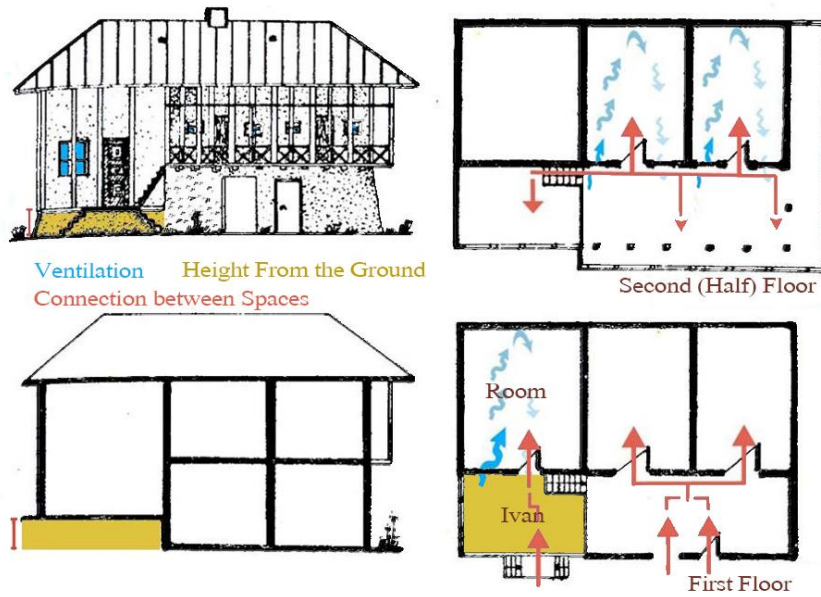 Ventilation
Height From the Ground
Connection between Spaces
Second (Half) Floor
Room
Ivan
First Floor